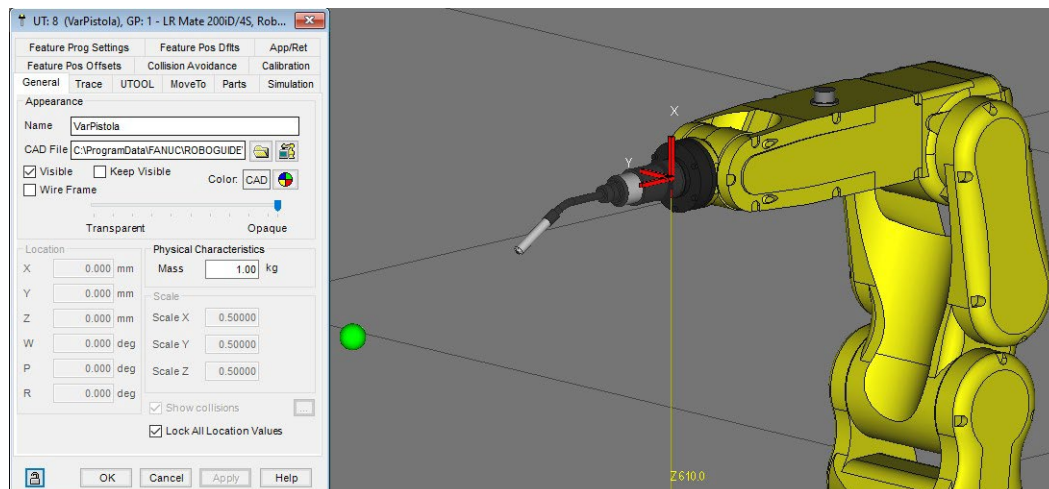 UT: 8 (VarPistola), GP: 1 - LR Mate 200iD/4S, Rob...
Feature Prog Settings Feature Pos Dflts App/Ret
Feature Pos Offsets Collision Avoidance Calibration
General Trace UTOOL MoveTo Parts Simulation
Appearance
Name VarPistola
CAD File C:\ProgramData\FANUC\ROBOGUIDE
Visible Keep Visible
Color: CAD
Wire Frame
Transparent Opaque
Location Physical Characteristics
X 0.000 mm Mass 1.00 kg
Y 0.000 mm Scale
Z 0.000 mm Scale X 0.50000
W 0.000 deg Scale Y 0.50000
P 0.000 deg Scale Z 0.50000
R 0.000 deg
Show collisions ...
Lock All Location Values
OK Cancel Apply Help
X
Y
Z610.0